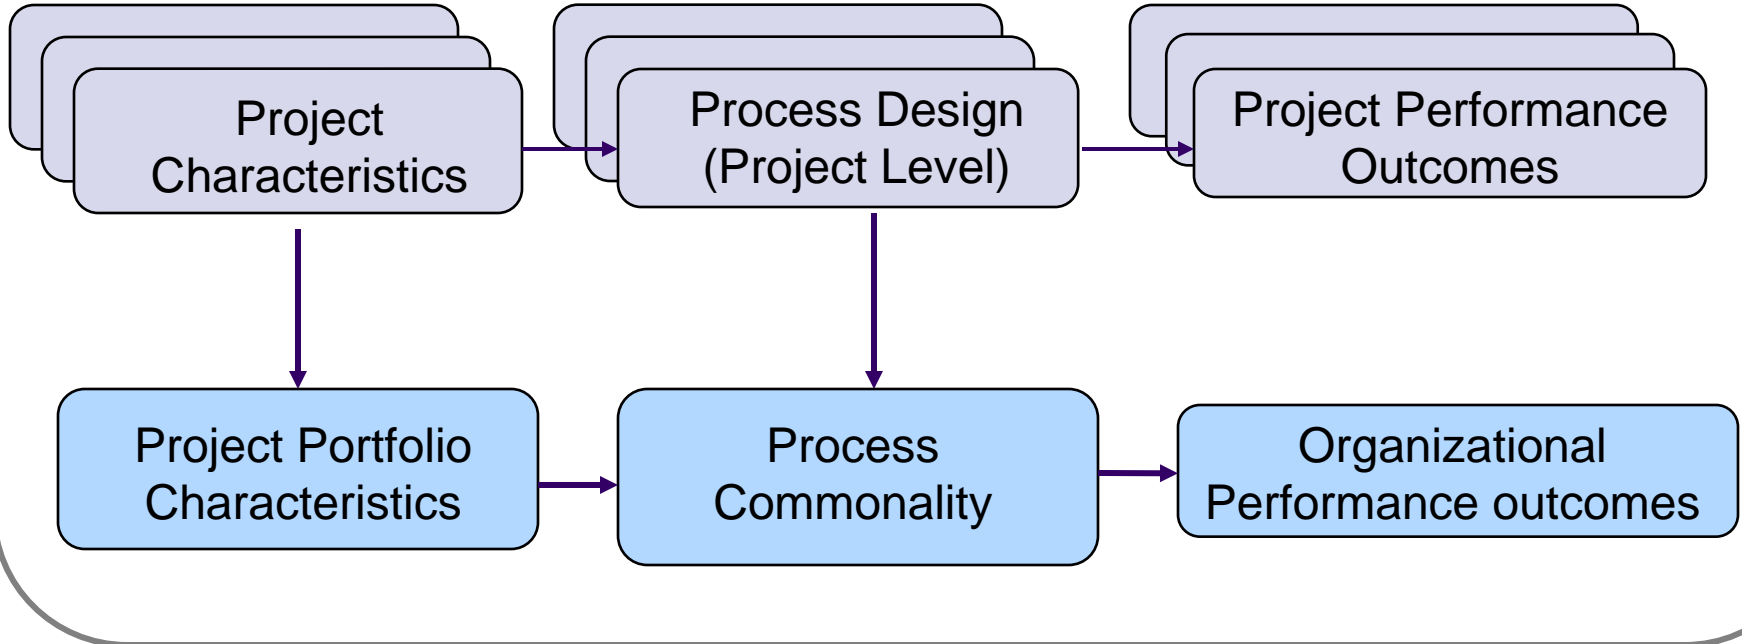 Project
Characteristics
Process Design
(Project Level)
Project Performance
Outcomes
Project Portfolio
Characteristics
Process
Commonality
Organizational
Performance outcomes